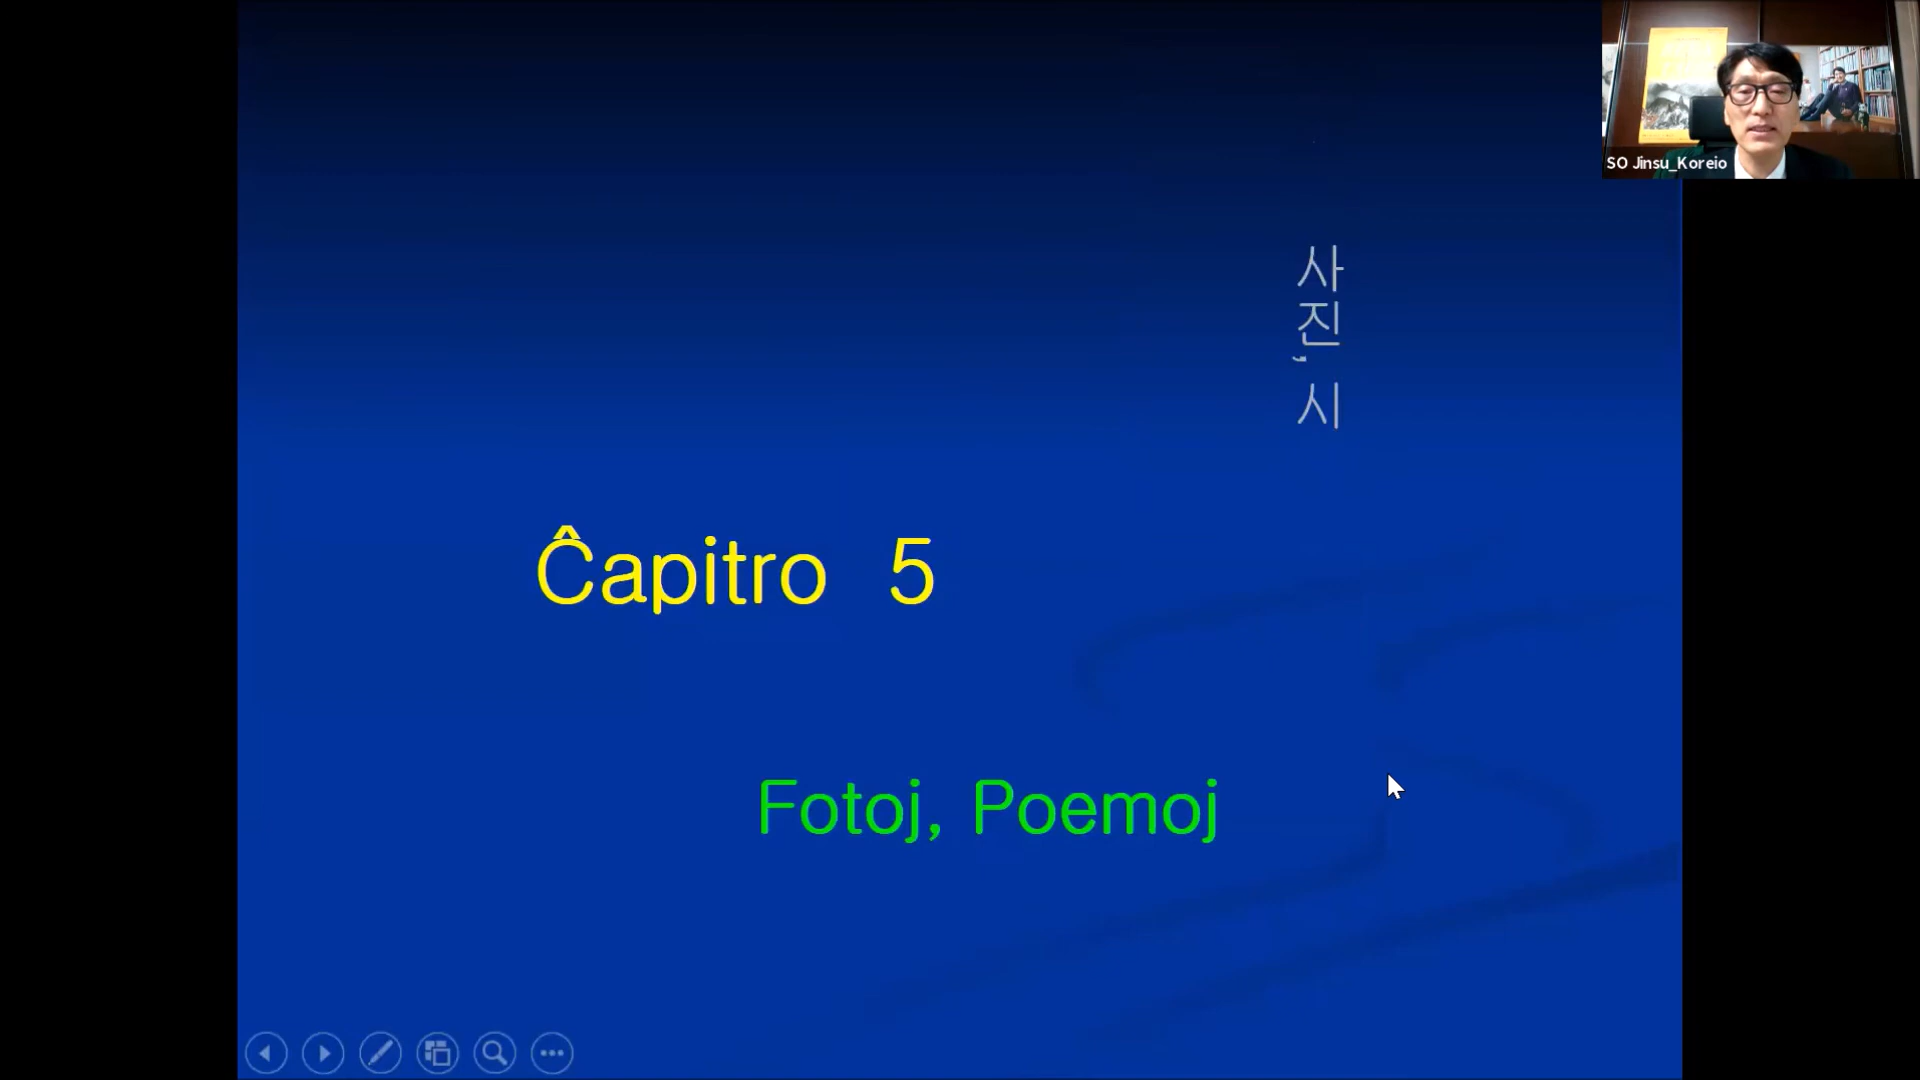 SO Jinsu_Koreio
사진, 시
Ĉapitro 5
Fotoj, Poemoj